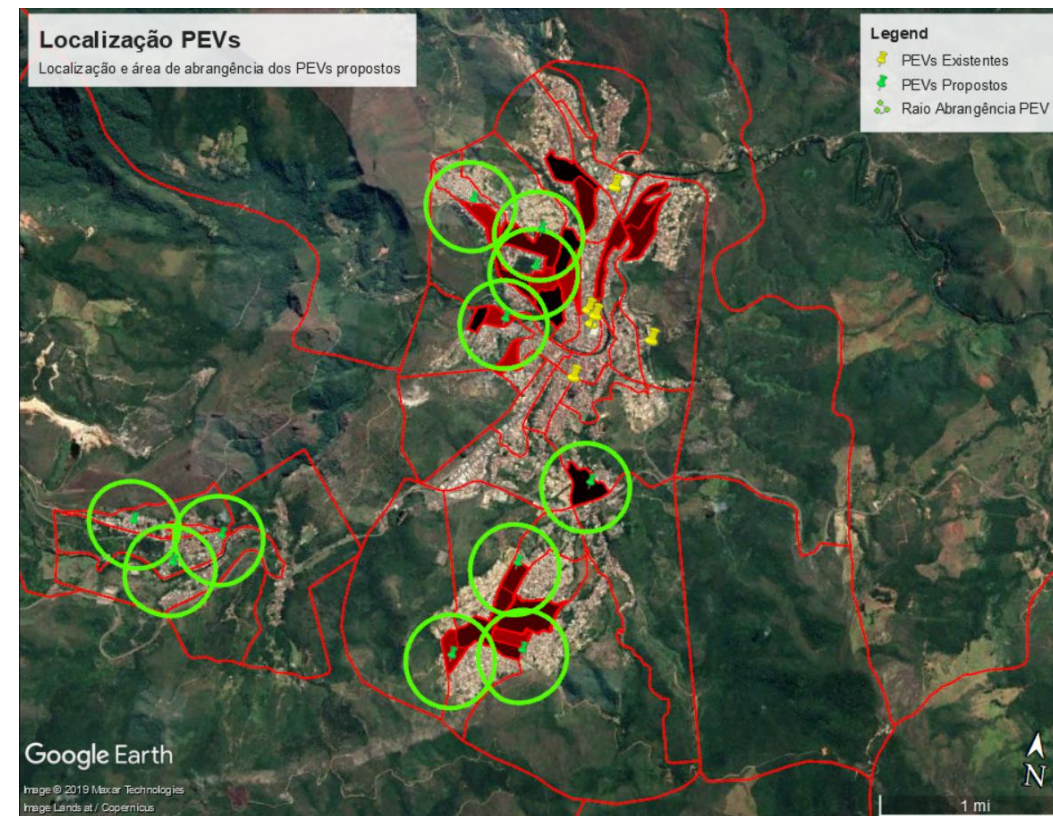 Localização PEVs
Localização e área de abrangência dos PEVs propostos
Legend
PEVs Existentes
PEVs Propostos
Raio Abrangência PEV
Google Earth
Image © 2019 Maxar Technologies
Image Landsat / Copernicus
N
1 mi